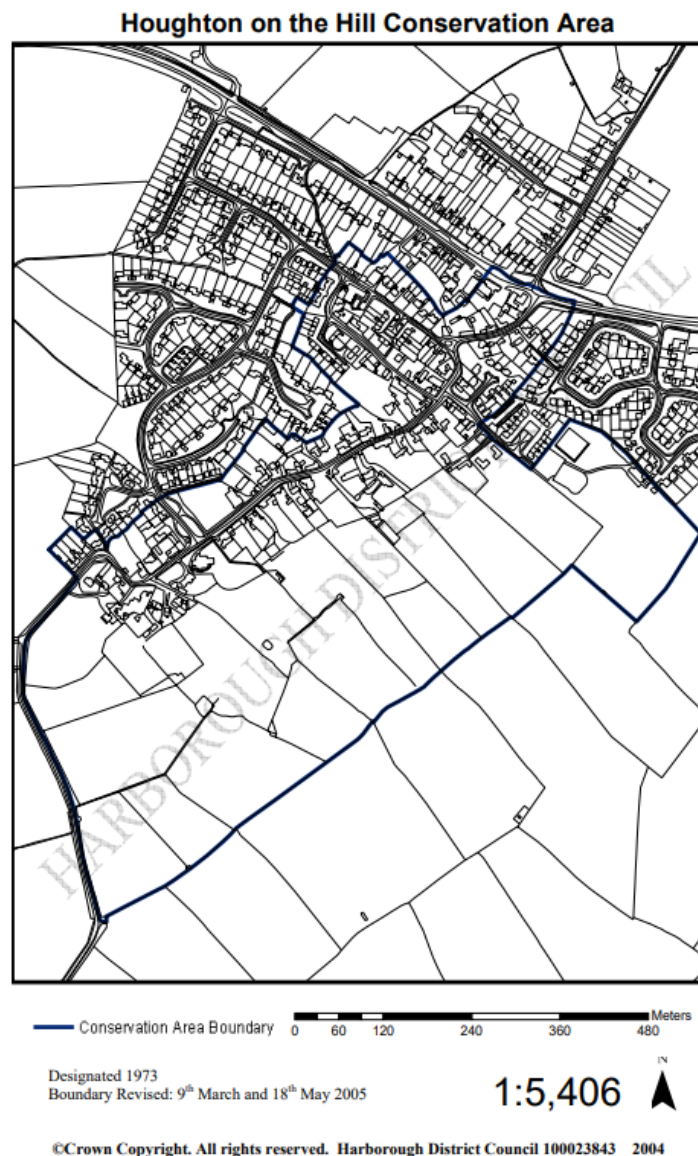 Houghton on the Hill Conservation Area
HARBOROUGH DISTRICT COUNCIL
Conservation Area Boundary
Meters
0 60 120 240 360 480
Designated 1973
Boundary Revised: 9th March and 18th May 2005
1:5,406
N
©Crown Copyright. All rights reserved. Harborough District Council 100023843 2004